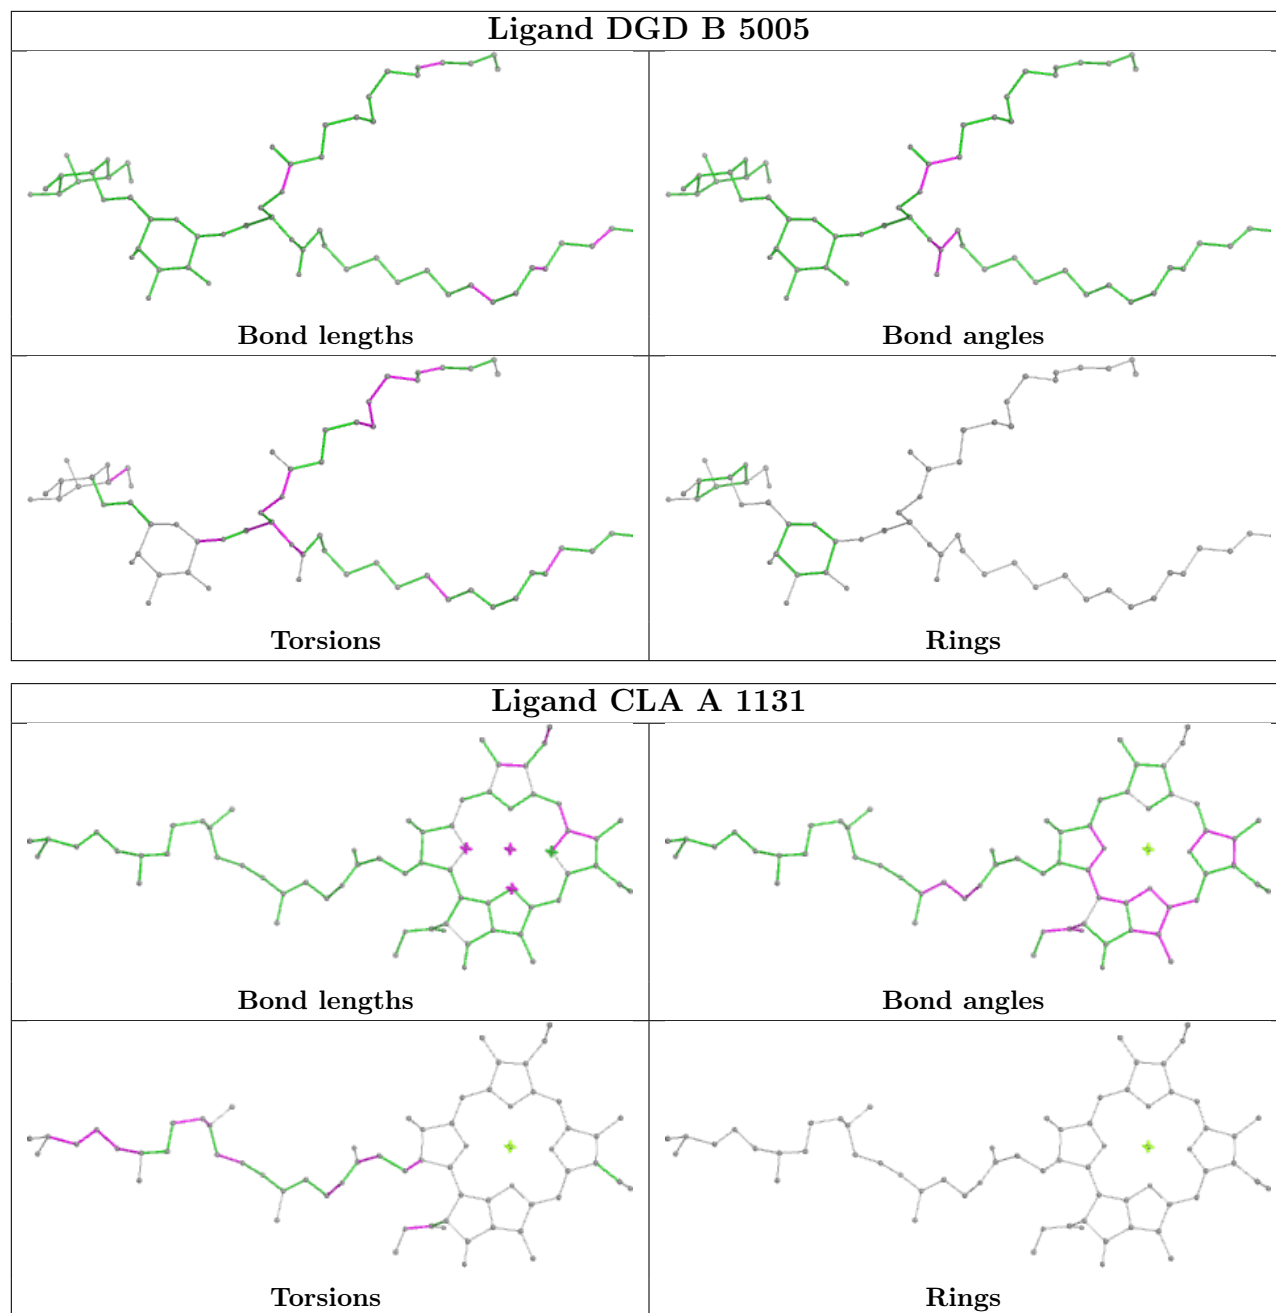 Ligand DGD B 5005
Bond lengths
Bond angles
Torsions
Rings
Ligand CLA A 1131
Bond lengths
Bond angles
Torsions
Rings